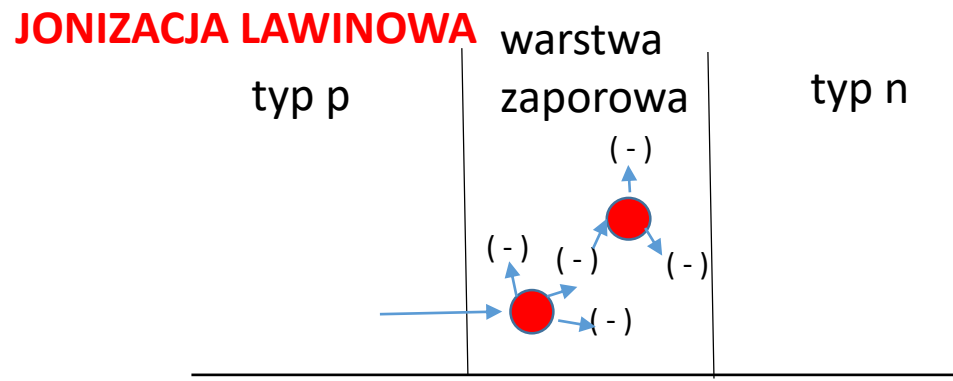 JONIZACJA LAWINOWA
warstwa
zaporowa
typ p
typ n
( - )
( - )
( - )
( - )
( - )